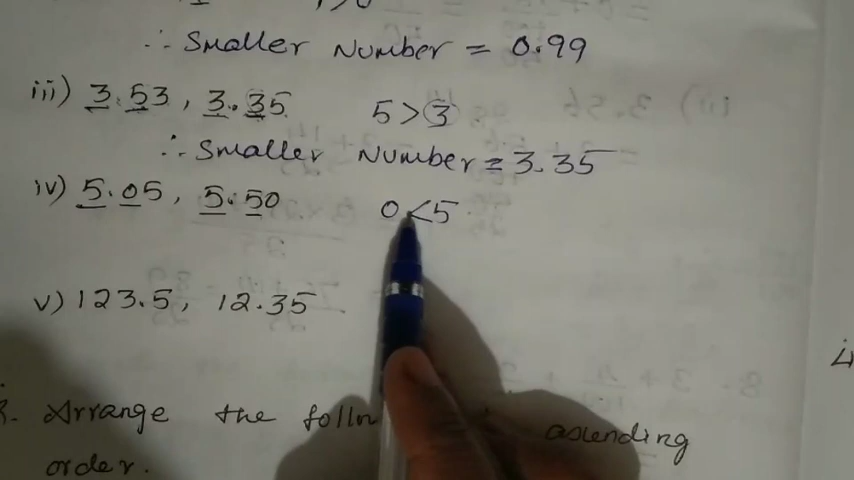 ∴ Smaller Number = 0.99
iii) 3.53, 3.35 5>3
∴ Smaller Number = 3.35
iv) 5.05, 5.50 0<5
v) 123.5, 12.35
Arrange the ascending
order.